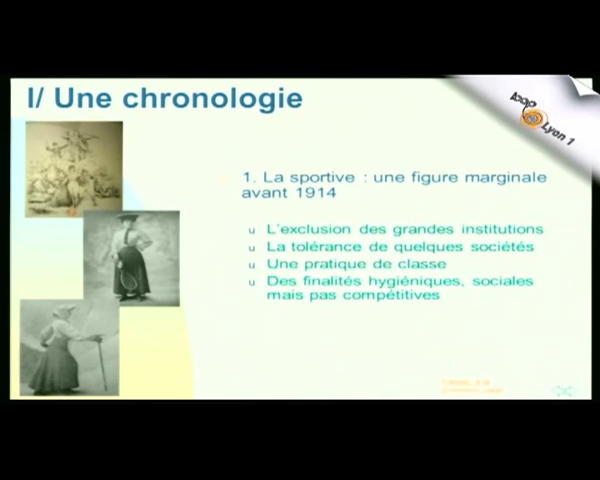 I/ Une chronologie
Lyon 1
1. La sportive : une figure marginale
avant 1914
u L'exclusion des grandes institutions
u La tolérance de quelques sociétés
u Une pratique de classe
u Des finalités hygiéniques, sociales
mais pas compétitives